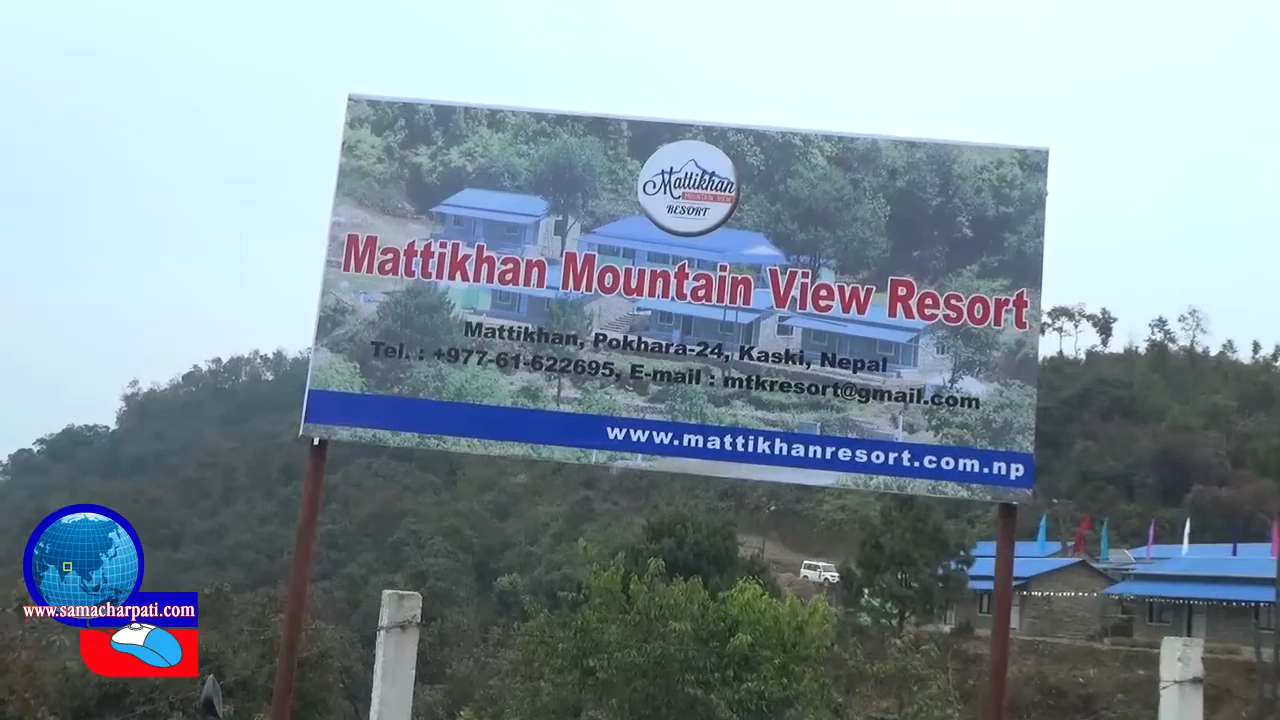 Mattikhan
MOUNTAIN VIEW
RESORT
Mattikhan Mountain View Resort
Mattikhan, Pokhara-24, Kaski, Nepal
Tel. : +977-61-622695, E-mail : mtkresort@gmail.com
www.mattikhanresort.com.np
www.samacharpati.com